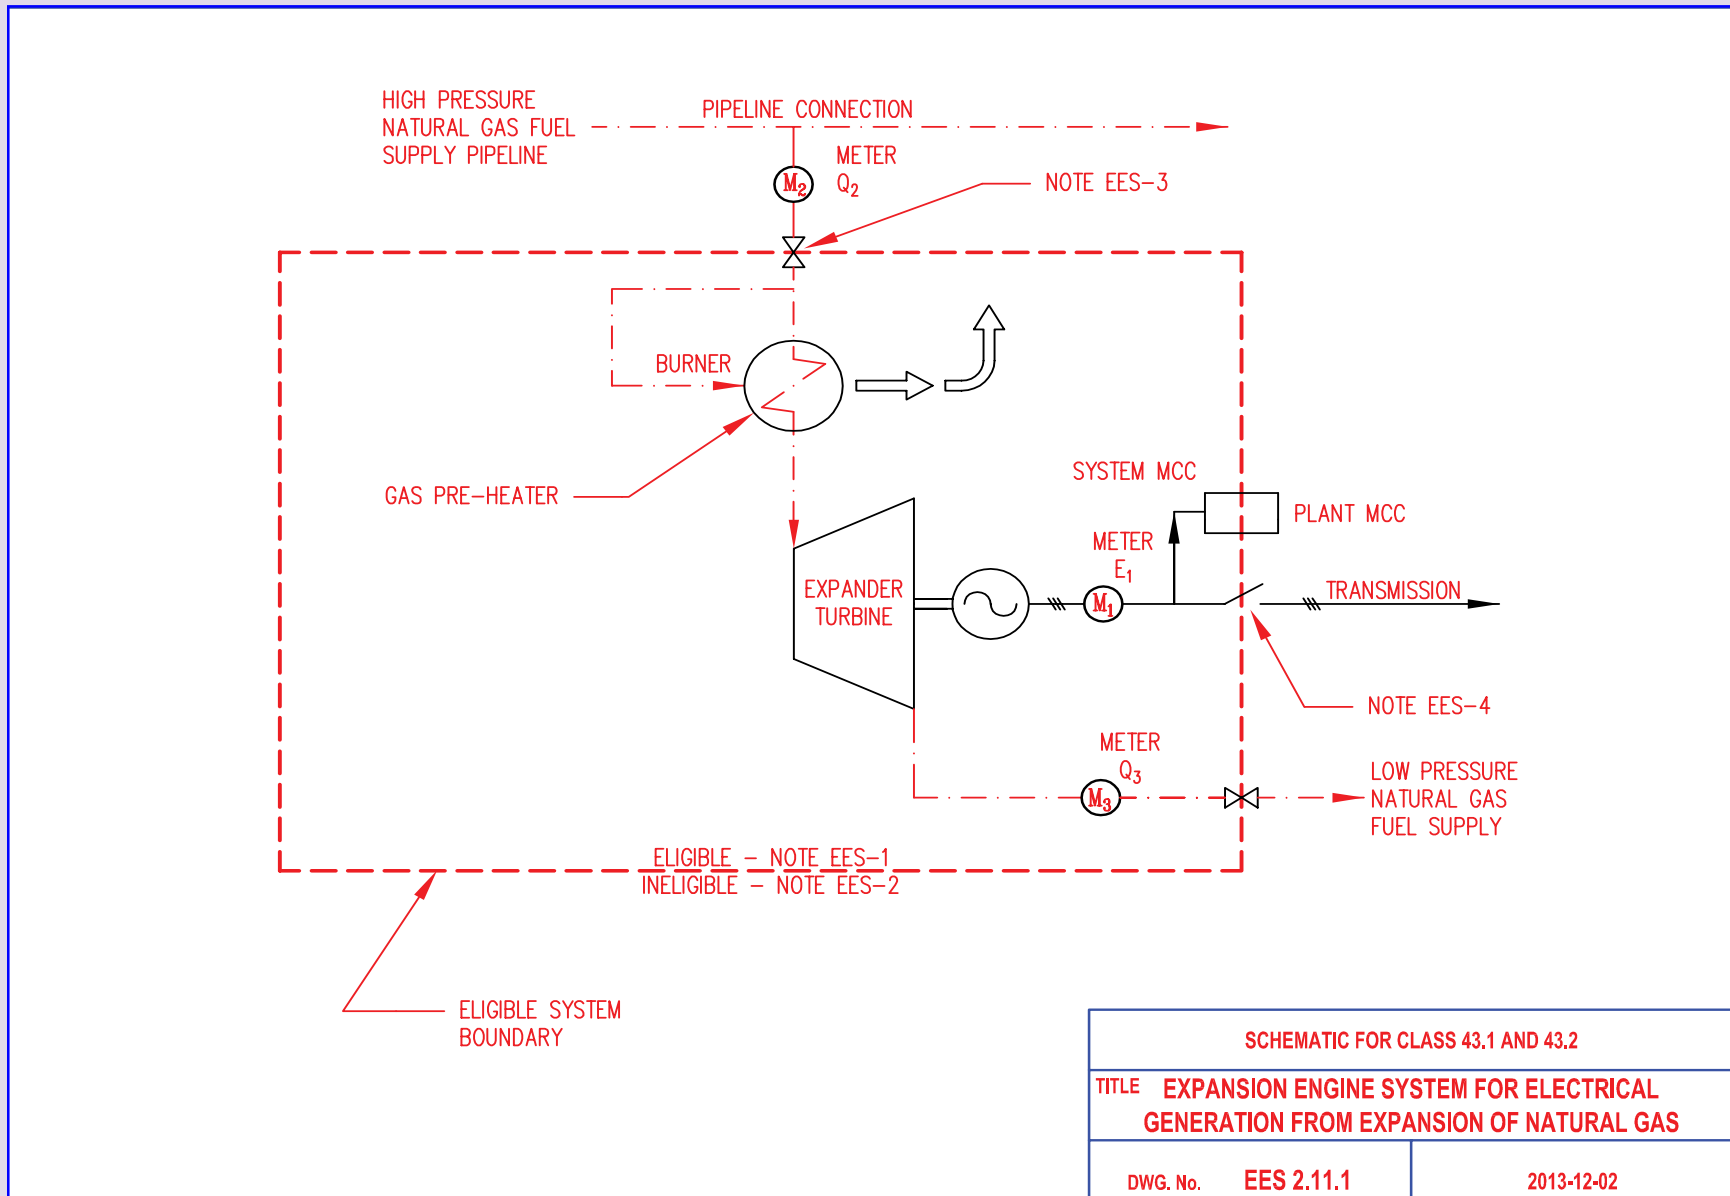 HIGH PRESSURE
NATURAL GAS FUEL
SUPPLY PIPELINE
PIPELINE CONNECTION
METER
Q2
M2
NOTE EES-3
BURNER
GAS PRE-HEATER
SYSTEM MCC
PLANT MCC
METER
E1
M1
EXPANDER
TURBINE
TRANSMISSION
NOTE EES-4
METER
Q3
M3
LOW PRESSURE
NATURAL GAS
FUEL SUPPLY
ELIGIBLE - NOTE EES-1
INELIGIBLE - NOTE EES-2
ELIGIBLE SYSTEM
BOUNDARY
SCHEMATIC FOR CLASS 43.1 AND 43.2
TITLE EXPANSION ENGINE SYSTEM FOR ELECTRICAL
GENERATION FROM EXPANSION OF NATURAL GAS
DWG. No. EES 2.11.1 2013-12-02